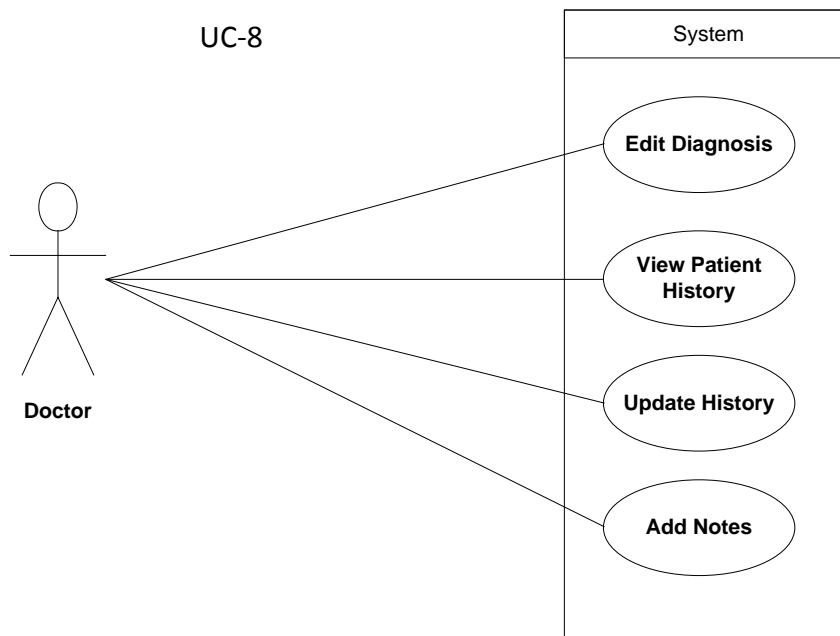 UC-8
System
Edit Diagnosis
View Patient
History
Update History
Add Notes
Doctor